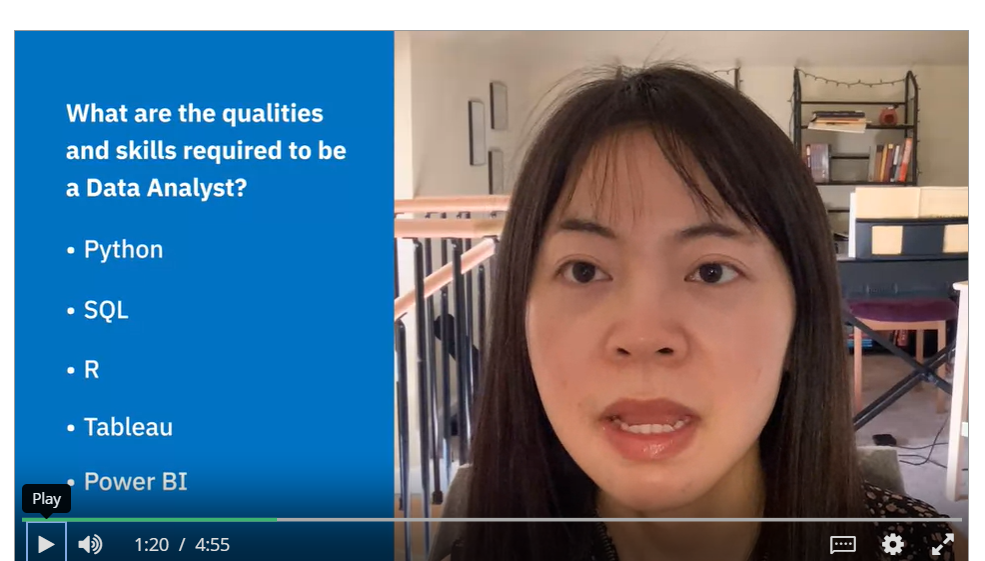 What are the qualities
and skills required to be
a Data Analyst?
• Python
• SQL
• R
• Tableau
• Power BI
Play
1:20 / 4:55